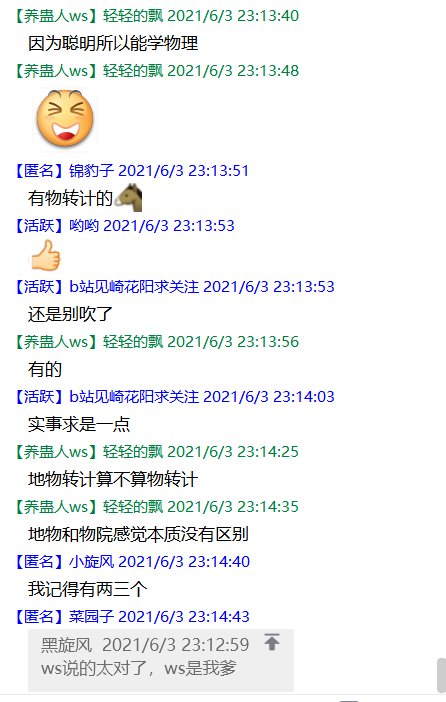 【养蛊人ws】轻轻的飘 2021/6/3 23:13:40
因为聪明所以能学物理
【养蛊人ws】轻轻的飘 2021/6/3 23:13:48
【匿名】锦豹子 2021/6/3 23:13:51
有物转计的
【活跃】哟哟 2021/6/3 23:13:53
【活跃】b站见崎花阳求关注 2021/6/3 23:13:53
还是别吹了
【养蛊人ws】轻轻的飘 2021/6/3 23:13:56
有的
【活跃】b站见崎花阳求关注 2021/6/3 23:14:03
实事求是一点
【养蛊人ws】轻轻的飘 2021/6/3 23:14:25
地物转计算不算物转计
【养蛊人ws】轻轻的飘 2021/6/3 23:14:35
地物和物院感觉本质没有区别
【匿名】小旋风 2021/6/3 23:14:40
我记得有两三个
【匿名】菜园子 2021/6/3 23:14:43
黑旋风 2021/6/3 23:12:59
ws说的太对了，ws是我爹